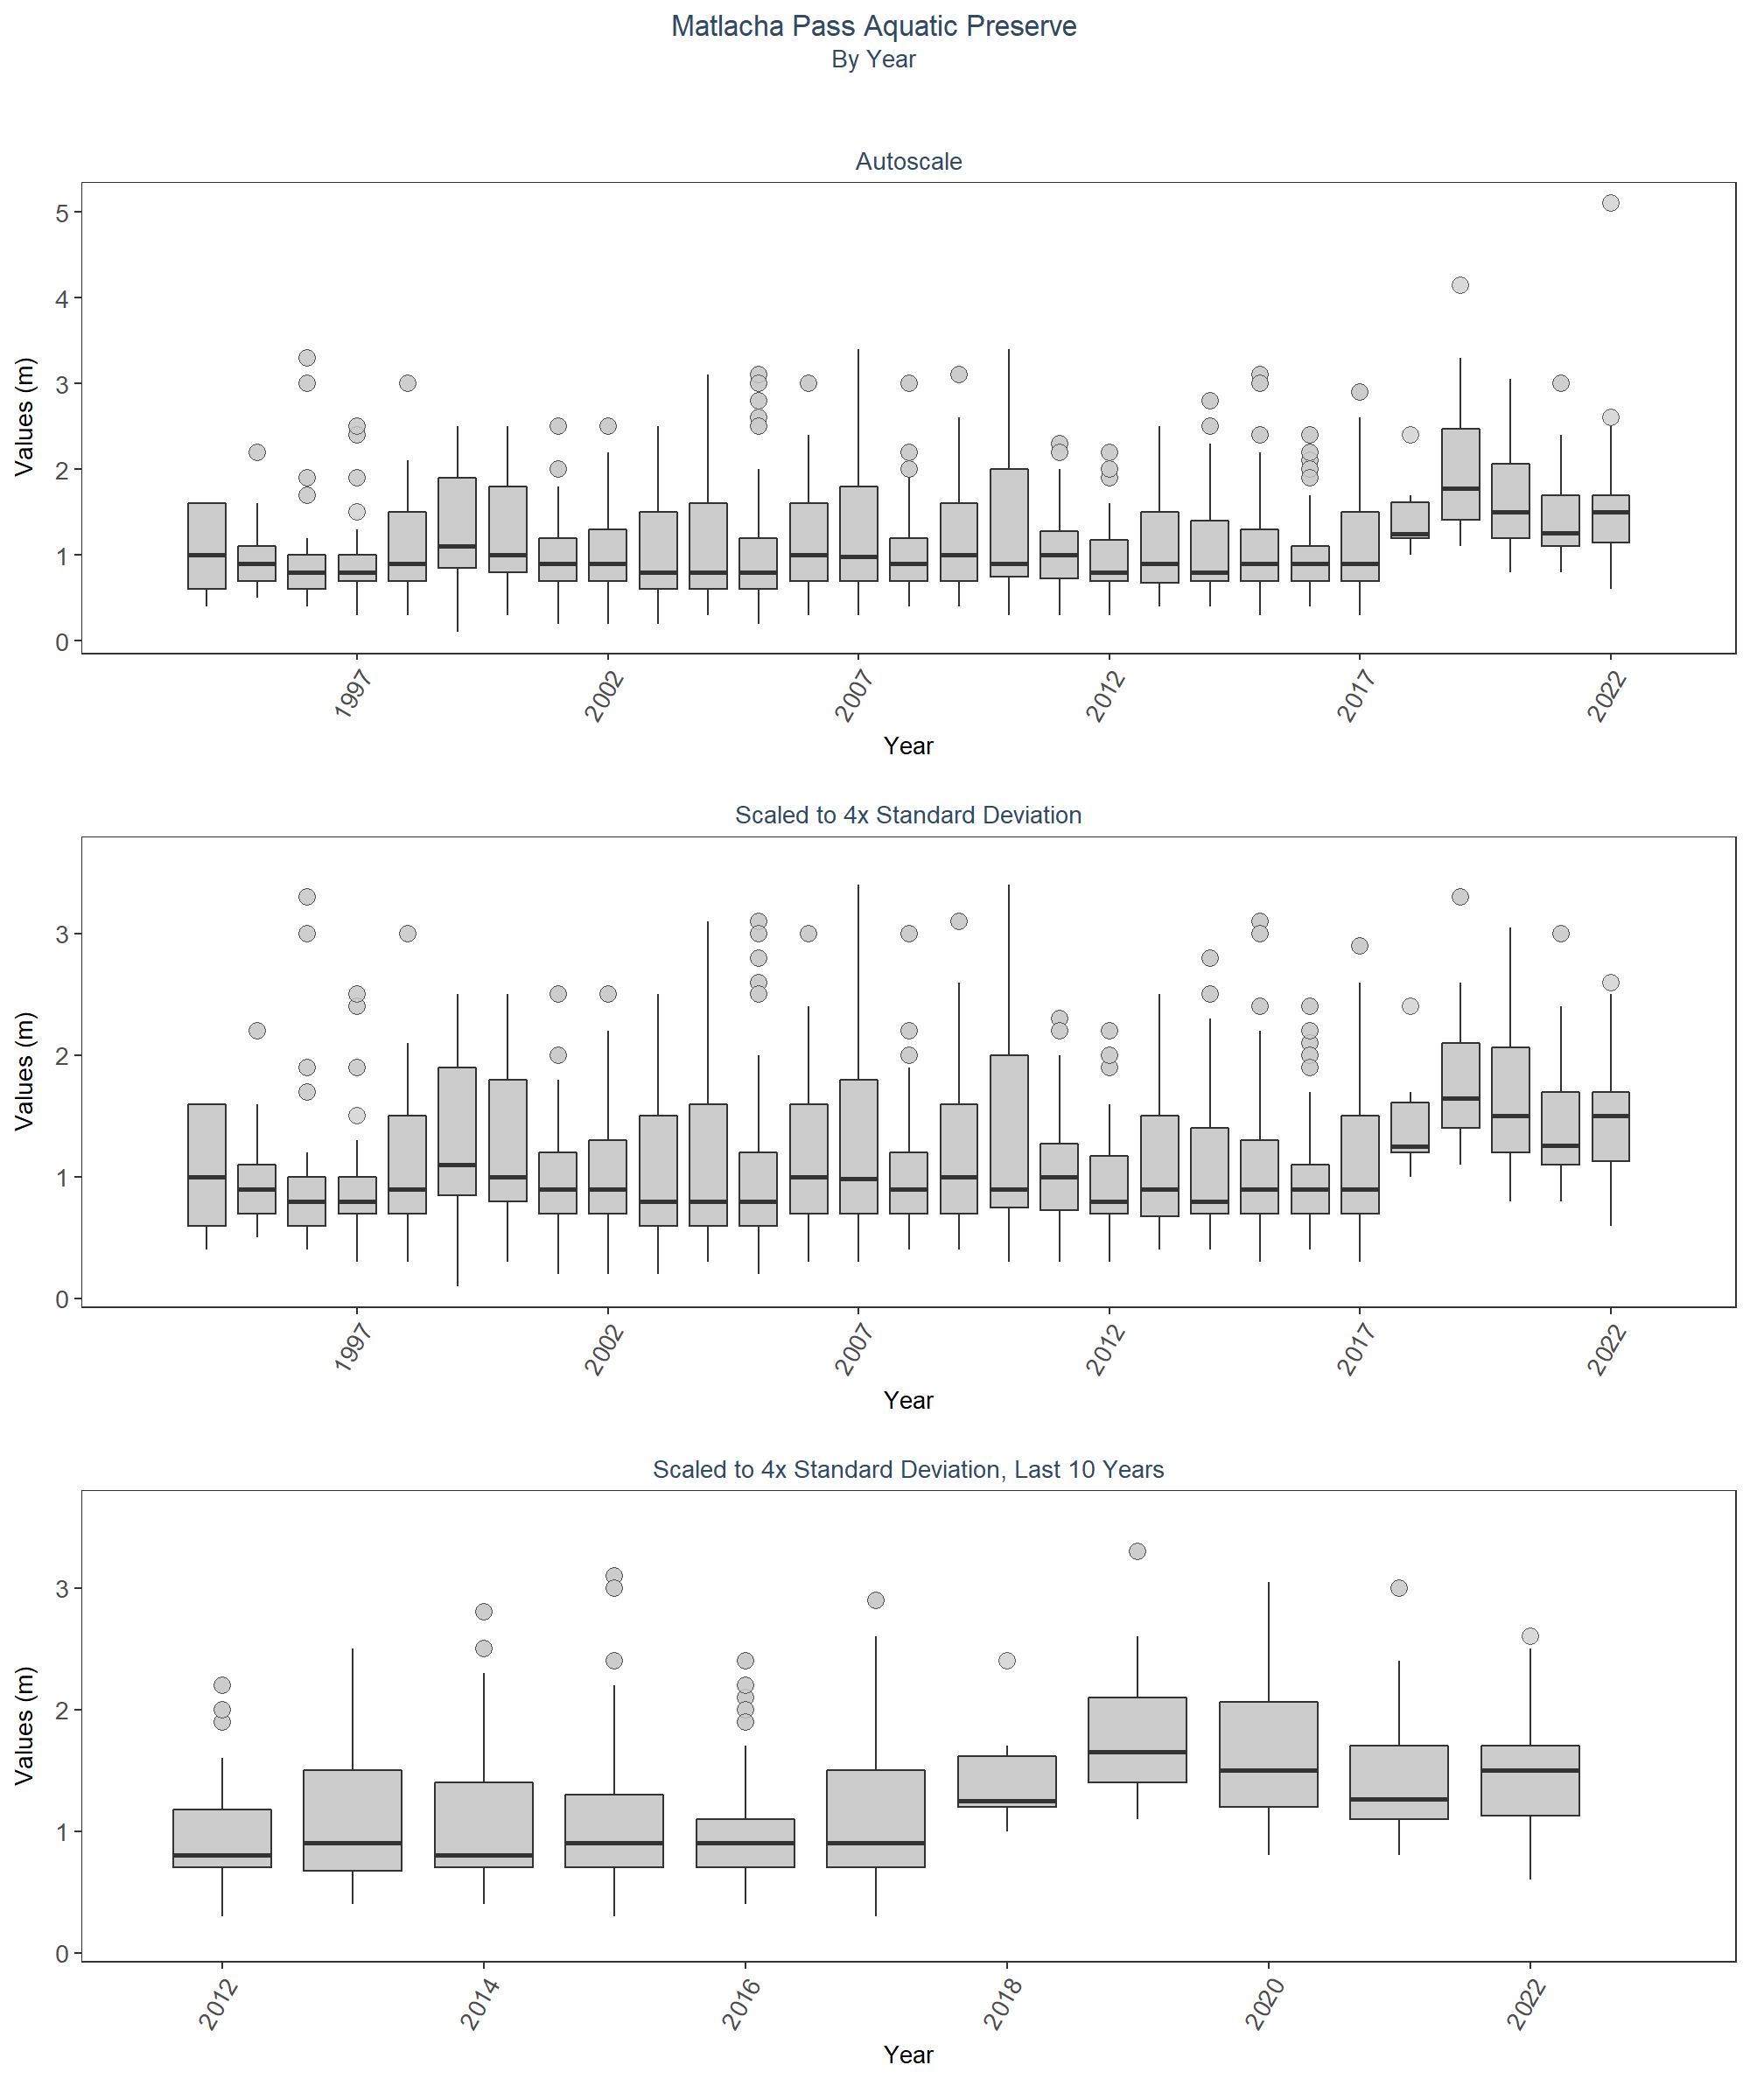 Matlacha Pass Aquatic Preserve
By Year
Autoscale
Values (m)
5
4
3
2
1
0
1997
2002
2007
2012
2017
2022
Year
Scaled to 4x Standard Deviation
Values (m)
3
2
1
0
1997
2002
2007
2012
2017
2022
Year
Scaled to 4x Standard Deviation, Last 10 Years
Values (m)
3
2
1
0
2012
2014
2016
2018
2020
2022
Year